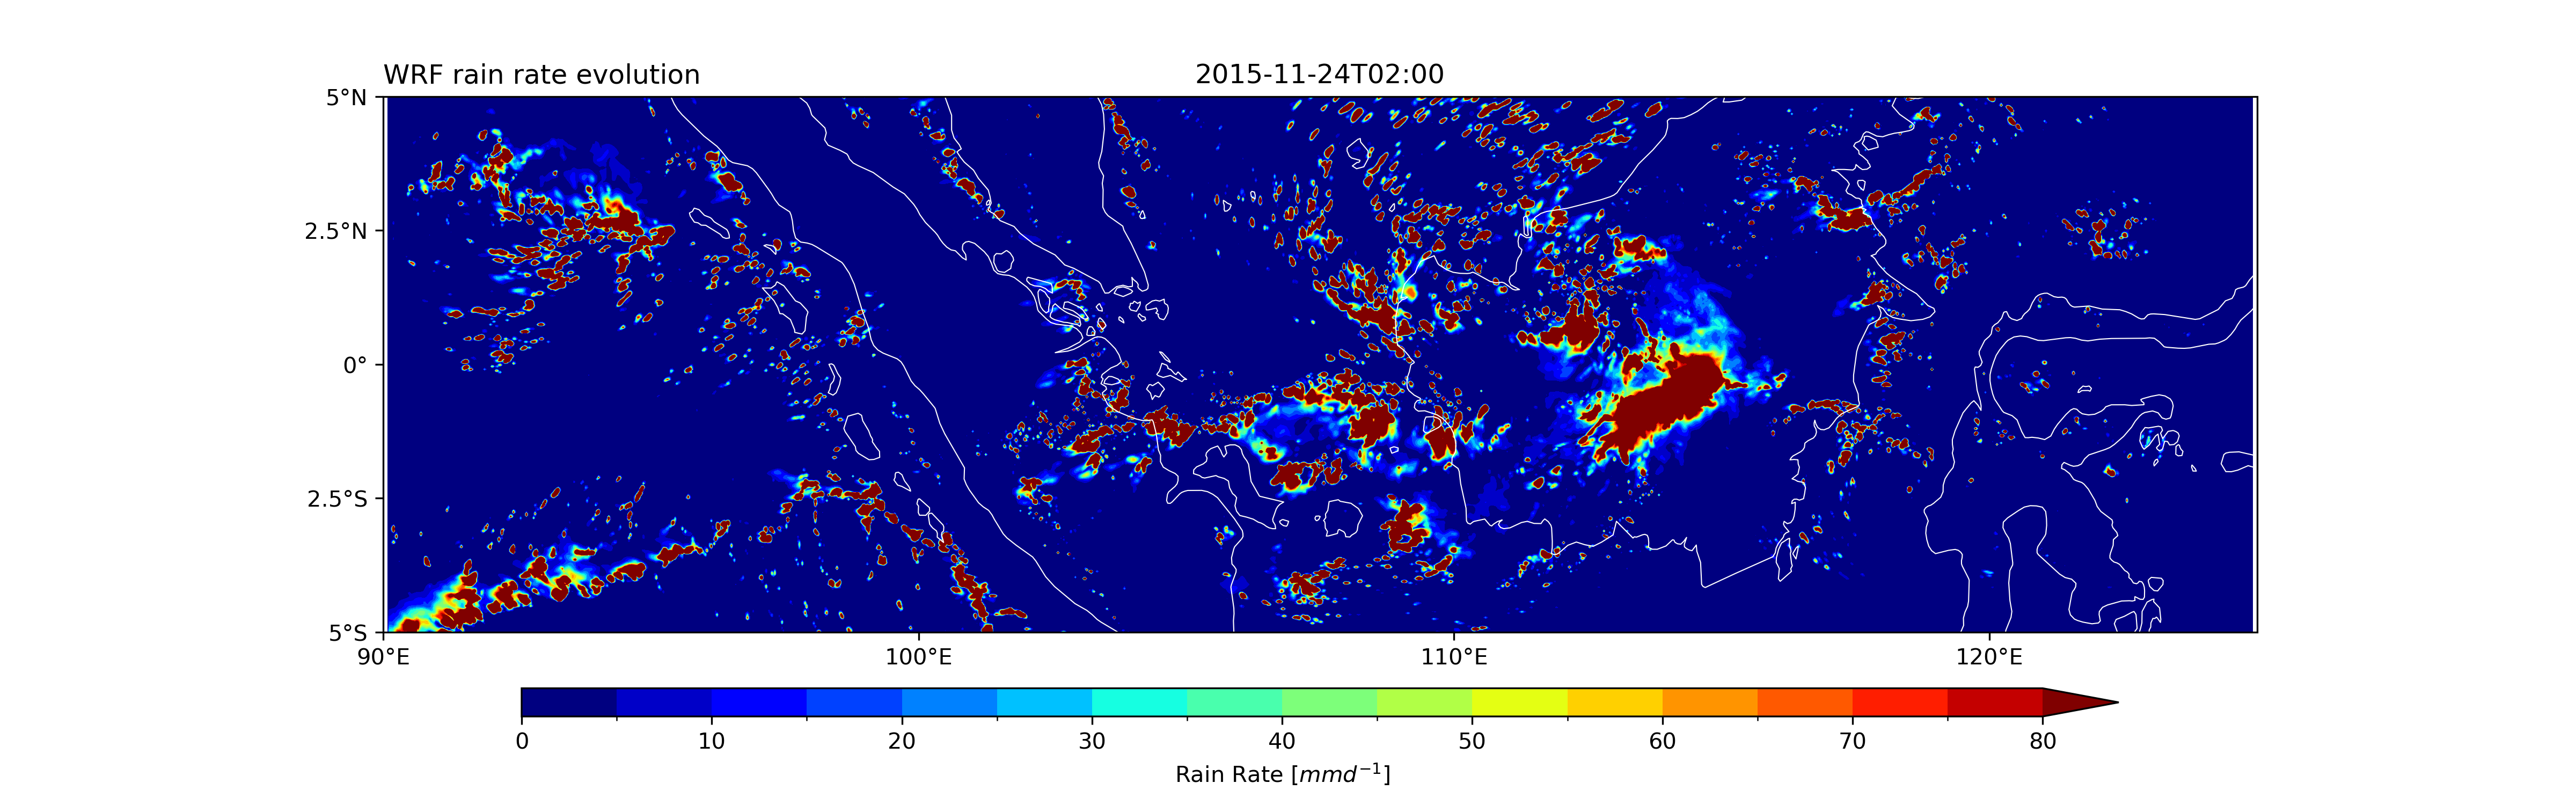 WRF rain rate evolution
2015-11-24T02:00
5°N
2.5°N
0°
2.5°S
5°S
90°E 100°E 110°E 120°E
0 10 20 30 40 50 60 70 80
Rain Rate [mmd⁻¹]